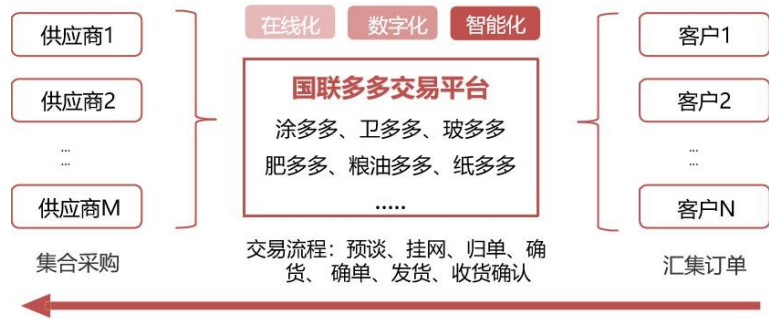 在线化 数字化 智能化
供应商1
供应商2
...
...
供应商M
集合采购
国联多多交易平台
涂多多、卫多多、玻多多
肥多多、粮油多多、纸多多
.....
交易流程：预谈、挂网、归单、确
货、 确单、发货、收货确认
客户1
客户2
...
...
客户N
汇集订单